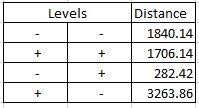 Levels Distance
- - 1840.14
+ + 1706.14
- + 282.42
+ - 3263.86